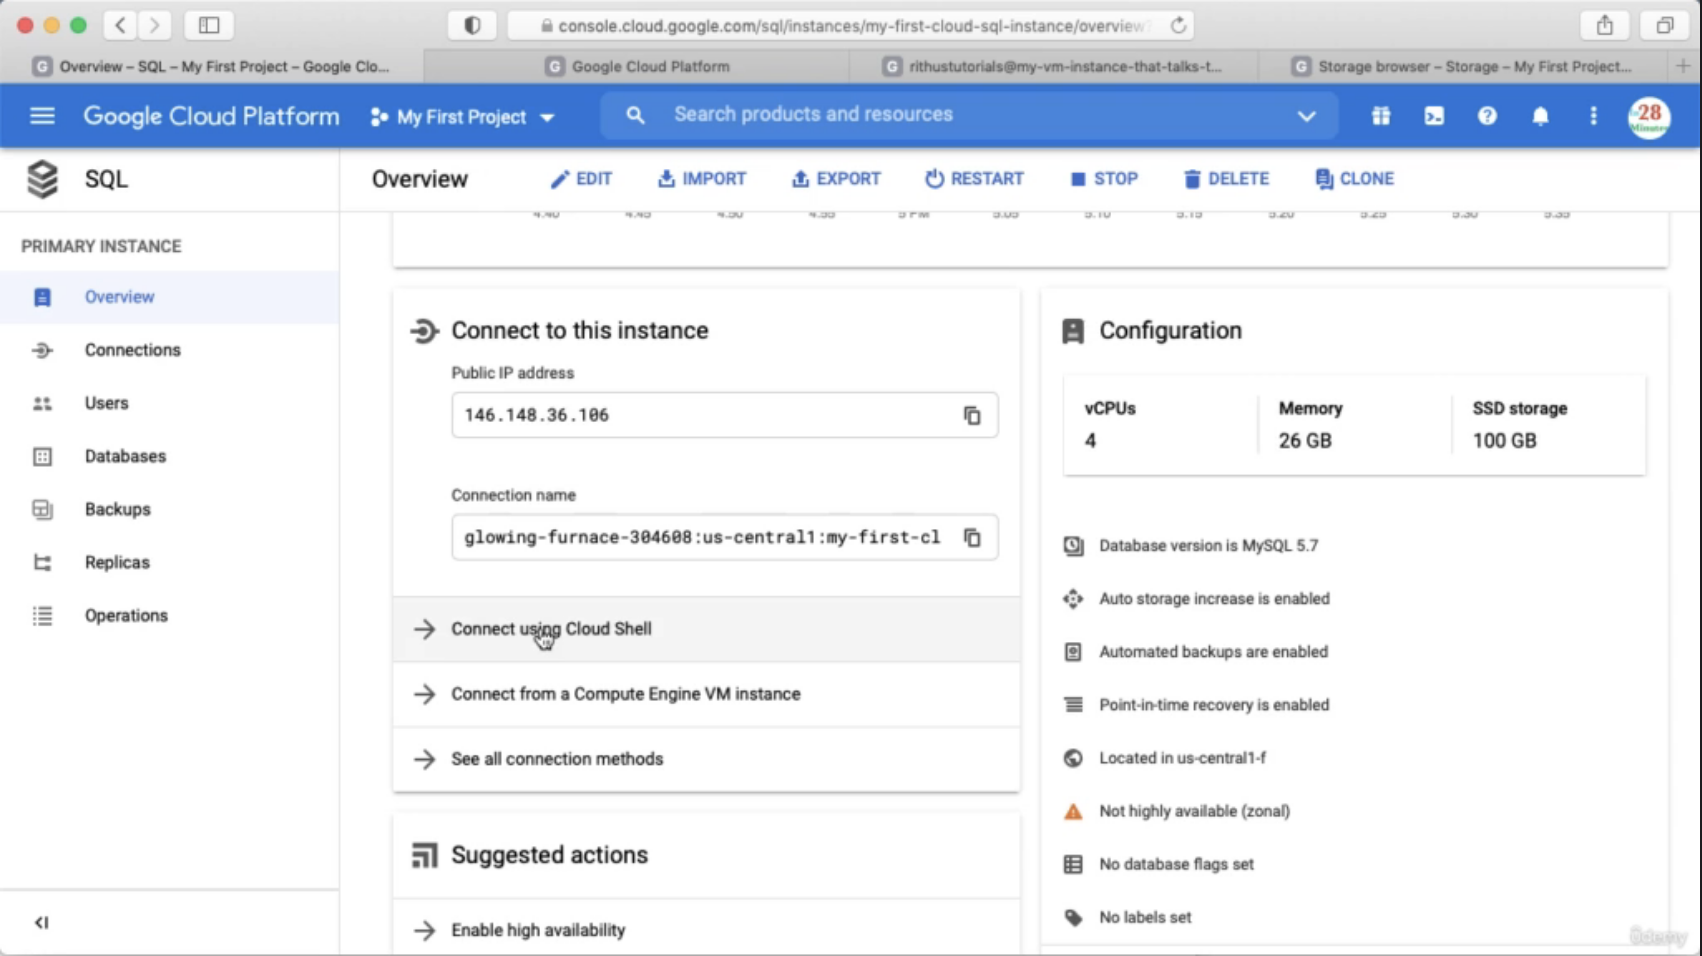 console.cloud.google.com/sql/instances/my-first-cloud-sql-instance/overview?
Overview – SQL – My First Project – Google Clo...
Google Cloud Platform
rithustutorials@my-vm-instance-that-talks-t...
Storage browser – Storage – My First Project...
Google Cloud Platform
My First Project
Search products and resources
28
Minutes
SQL
Overview
EDIT
IMPORT
EXPORT
RESTART
STOP
DELETE
CLONE
4:40 4:45 4:50 4:55 5 PM 5:05 5:10 5:15 5:20 5:25 5:30 5:35
PRIMARY INSTANCE
Overview
Connections
Users
Databases
Backups
Replicas
Operations
Connect to this instance
Public IP address
146.148.36.106
Connection name
glowing-furnace-304608:us-central1:my-first-cl
Connect using Cloud Shell
Connect from a Compute Engine VM instance
See all connection methods
Suggested actions
Enable high availability
Configuration
vCPUs Memory SSD storage
4 26 GB 100 GB
Database version is MySQL 5.7
Auto storage increase is enabled
Automated backups are enabled
Point-in-time recovery is enabled
Located in us-central1-f
Not highly available (zonal)
No database flags set
No labels set
ûdemy